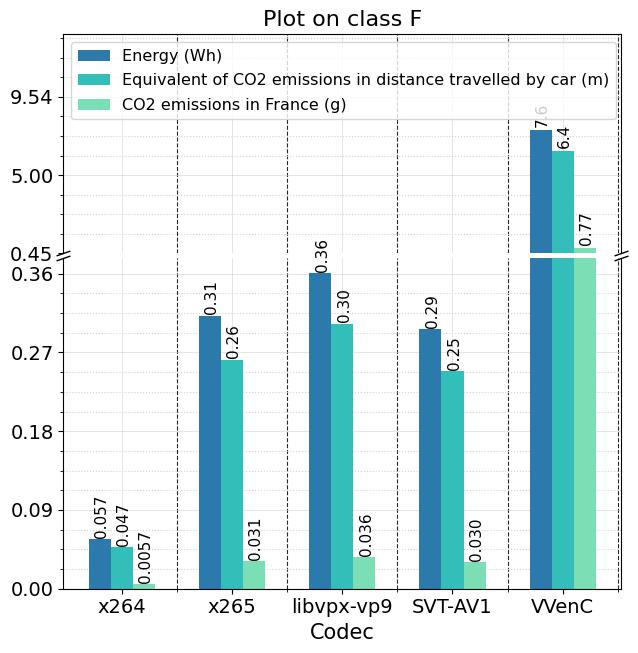 Plot on class F
Energy (Wh)
Equivalent of CO2 emissions in distance travelled by car (m)
CO2 emissions in France (g)
9.54
5.00
0.45
0.36
0.27
0.18
0.09
0.00
0.057
0.047
0.0057
0.31
0.26
0.031
0.36
0.30
0.036
0.29
0.25
0.030
7.6
6.4
0.77
x264
x265
libvpx-vp9
SVT-AV1
VVenC
Codec